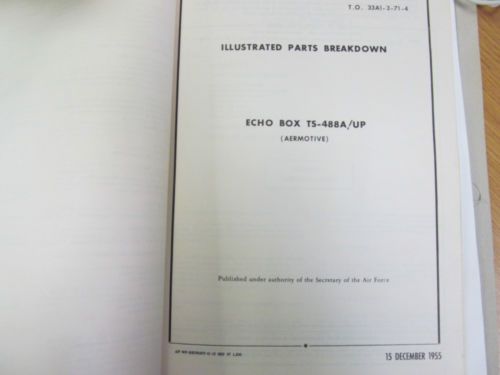 T.O. 33A1-3-71-4
ILLUSTRATED PARTS BREAKDOWN
ECHO BOX TS-488A/UP
(AERMOTIVE)
Published under authority of the Secretary of the Air Force
15 DECEMBER 1955